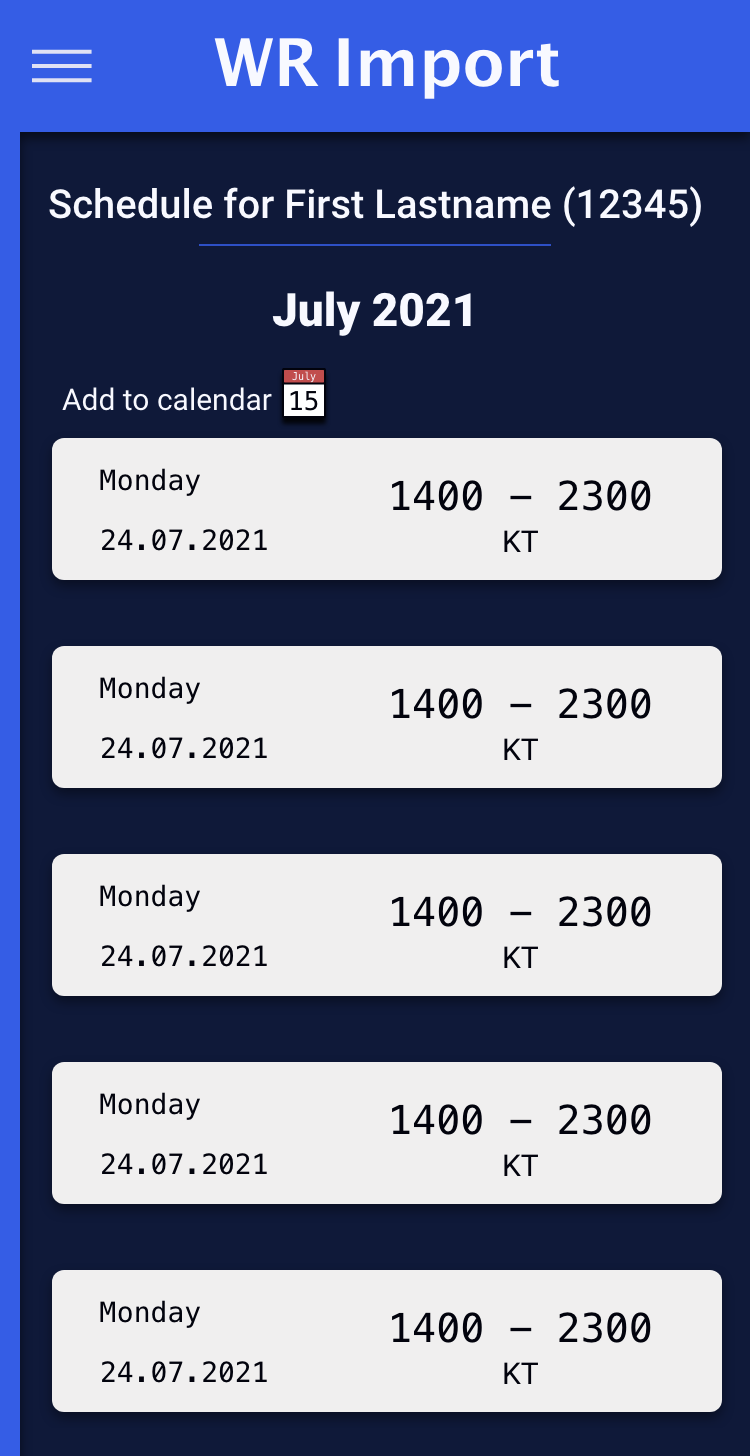 WR Import
Schedule for First Lastname (12345)
July 2021
Add to calendar
July
15
Monday
1400 – 2300
24.07.2021
KT
Monday
1400 – 2300
24.07.2021
KT
Monday
1400 – 2300
24.07.2021
KT
Monday
1400 – 2300
24.07.2021
KT
Monday
1400 – 2300
24.07.2021
KT